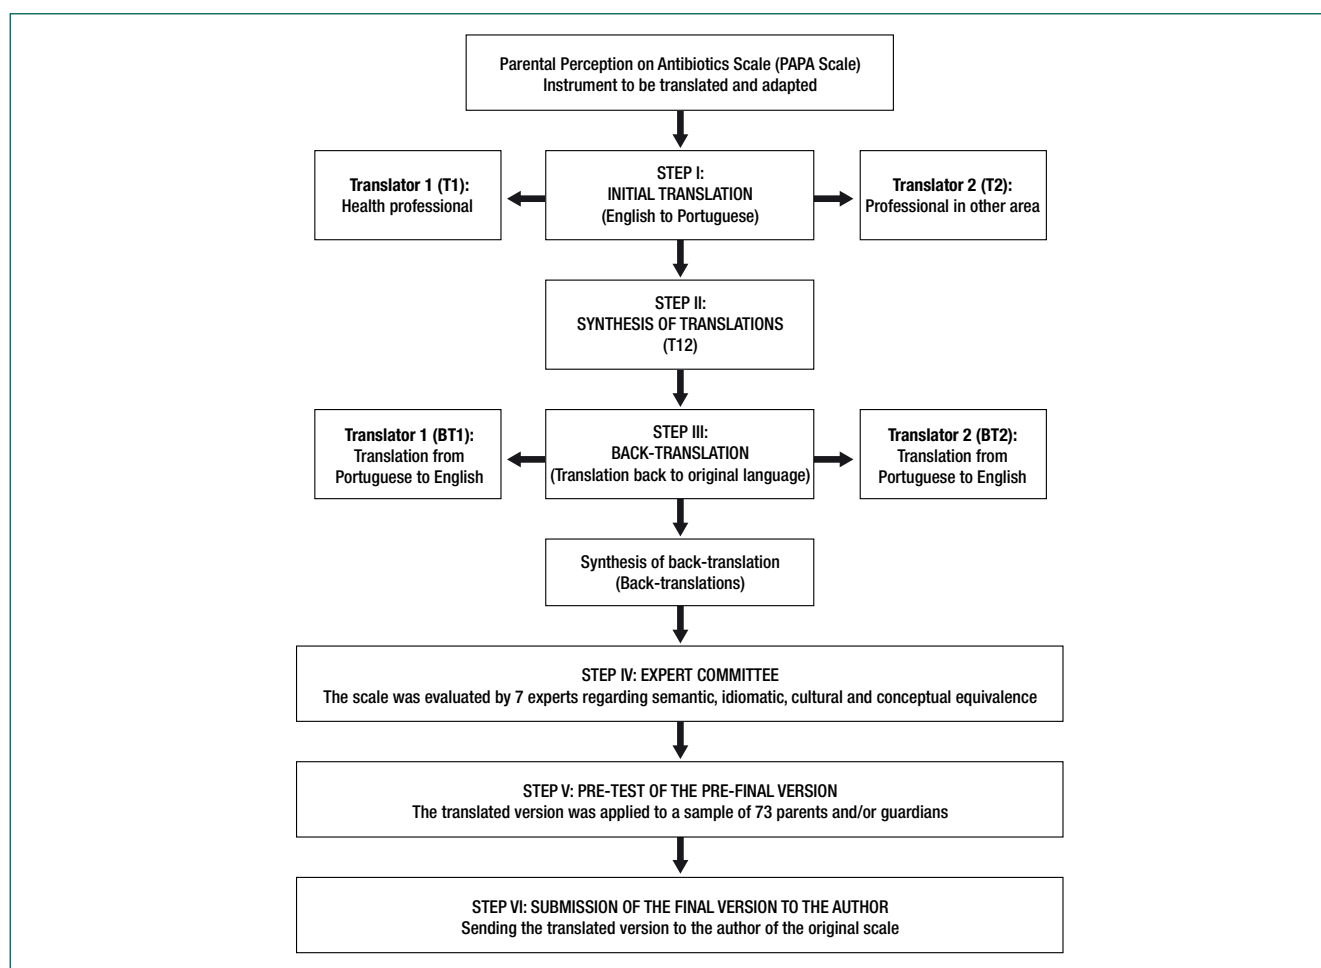 Parental Perception on Antibiotics Scale (PAPA Scale)
Instrument to be translated and adapted
Translator 1 (T1):
Health professional
STEP I:
INITIAL TRANSLATION
(English to Portuguese)
Translator 2 (T2):
Professional in other area
STEP II:
SYNTHESIS OF TRANSLATIONS
(T12)
Translator 1 (BT1):
Translation from
Portuguese to English
STEP III:
BACK-TRANSLATION
(Translation back to original language)
Translator 2 (BT2):
Translation from
Portuguese to English
Synthesis of back-translation
(Back-translations)
STEP IV: EXPERT COMMITTEE
The scale was evaluated by 7 experts regarding semantic, idiomatic, cultural and conceptual equivalence
STEP V: PRE-TEST OF THE PRE-FINAL VERSION
The translated version was applied to a sample of 73 parents and/or guardians
STEP VI: SUBMISSION OF THE FINAL VERSION TO THE AUTHOR
Sending the translated version to the author of the original scale